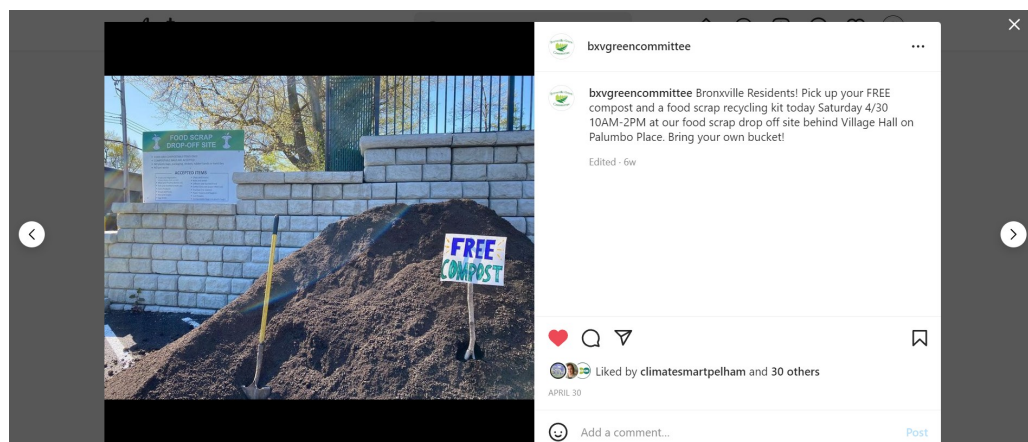 FOOD SCRAP
DROP-OFF SITE
ACCEPTED ITEMS
FREE
COMPOST
bxvgreencommittee
bxvgreencommittee Bronxville Residents! Pick up your FREE
compost and a food scrap recycling kit today Saturday 4/30
10AM-2PM at our food scrap drop off site behind Village Hall on
Palumbo Place. Bring your own bucket!
Edited · 6w
Liked by climatesmartpelham and 30 others
APRIL 30
Add a comment...
Post